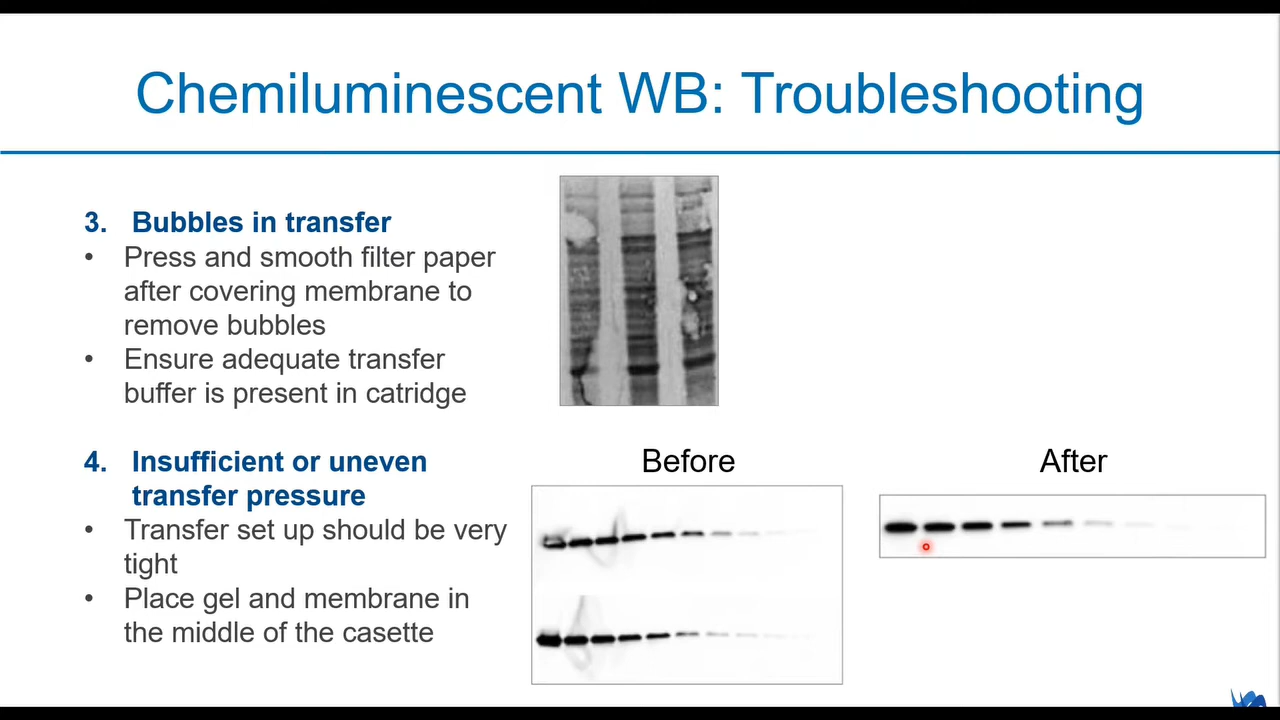 Chemiluminescent WB: Troubleshooting
3. Bubbles in transfer
• Press and smooth filter paper
after covering membrane to
remove bubbles
• Ensure adequate transfer
buffer is present in catridge
4. Insufficient or uneven
transfer pressure
• Transfer set up should be very
tight
• Place gel and membrane in
the middle of the casette
Before
After